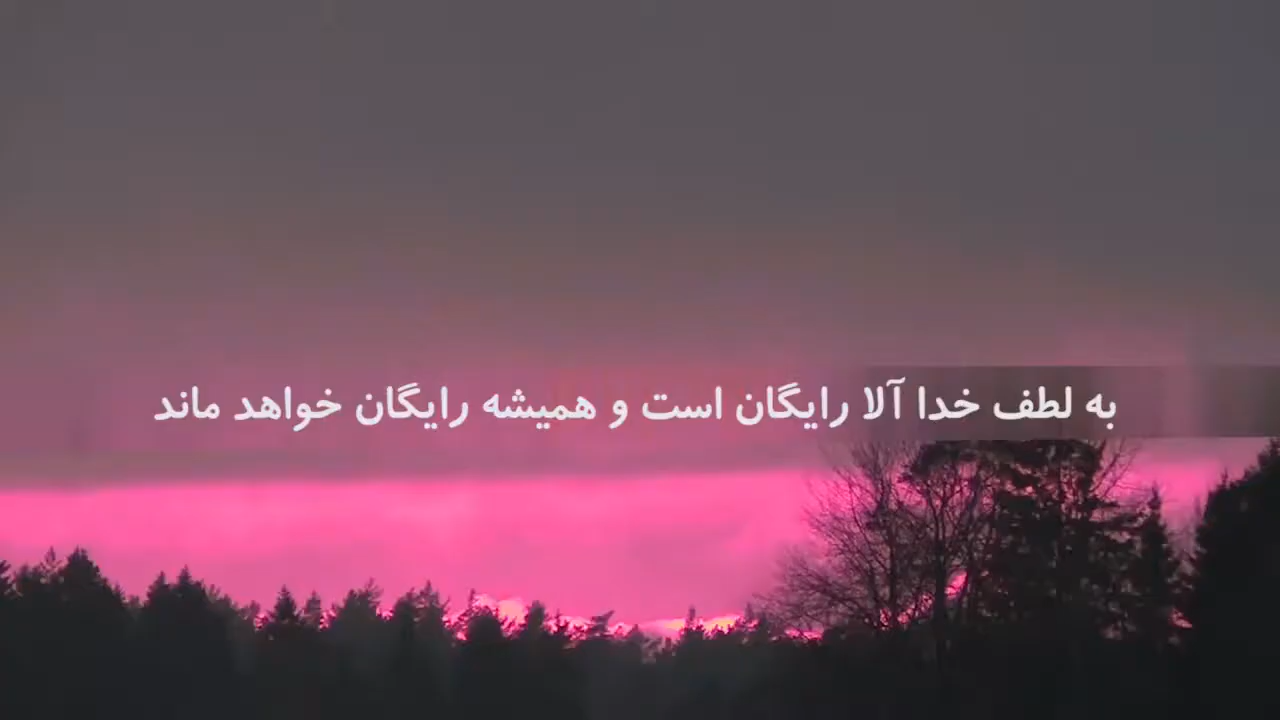 به لطف خدا آلا رایگان است و همیشه رایگان خواهد ماند